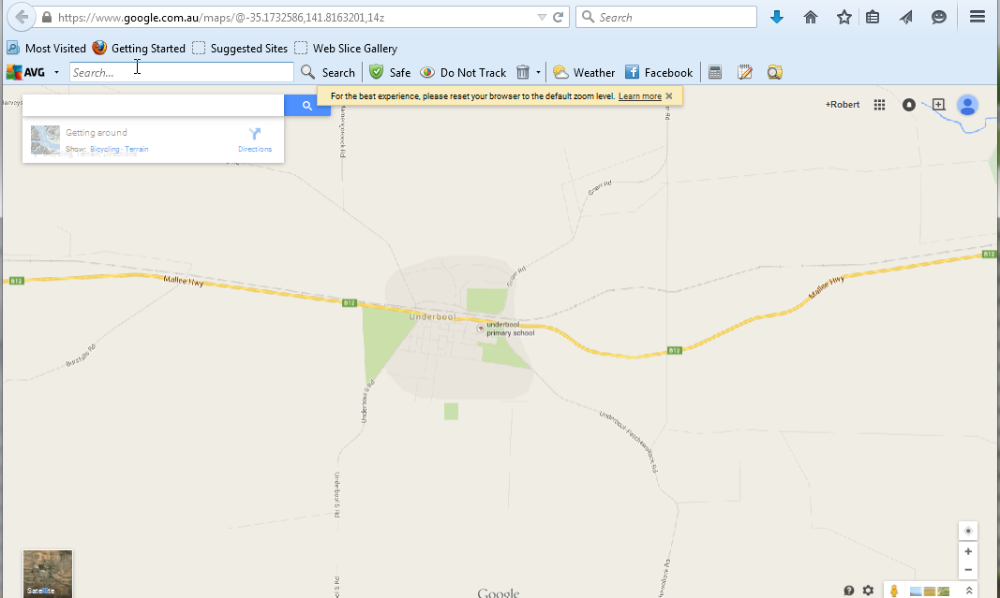 https://www.google.com.au/maps/@-35.1732586,141.8163201,14z
Search
Most Visited Getting Started Suggested Sites Web Slice Gallery
AVG Search... Search Safe Do Not Track Weather Facebook
For the best experience, please reset your browser to the default zoom level. Learn more
+Robert
Getting around
Show: Bicycling · Terrain
Directions
Gnarr Rd
Gnarr Rd
B12
Mallee Hwy
B12
Mallee Hwy
B12
B12
Underbool
underbool
primary school
Underbool S Rd
Underbool-Patchewollock Rd
Underbool S Rd
Satellite
Google